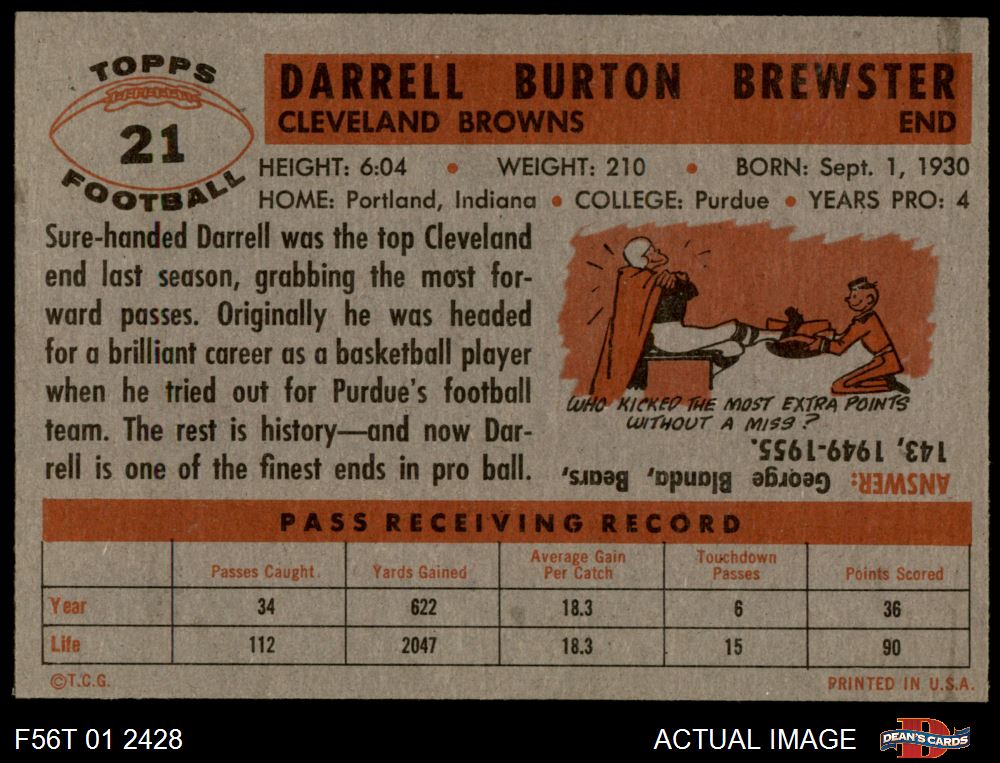 TOPPS
21
FOOTBALL
DARRELL BURTON BREWSTER
CLEVELAND BROWNS END
HEIGHT: 6:04 • WEIGHT: 210 • BORN: Sept. 1, 1930
HOME: Portland, Indiana • COLLEGE: Purdue • YEARS PRO: 4
Sure-handed Darrell was the top Cleveland
end last season, grabbing the most for-
ward passes. Originally he was headed
for a brilliant career as a basketball player
when he tried out for Purdue's football
team. The rest is history—and now Dar-
rell is one of the finest ends in pro ball.
WHO KICKED THE MOST EXTRA POINTS
WITHOUT A MISS?
ANSWER: George Blanda, Bears,
143, 1949-1955.
PASS RECEIVING RECORD
Passes Caught Yards Gained Average Gain Per Catch Touchdown Passes Points Scored
Year 34 622 18.3 6 36
Life 112 2047 18.3 15 90
©T.C.G. PRINTED IN U.S.A.
F56T 01 2428 ACTUAL IMAGE D DEAN'S CARDS